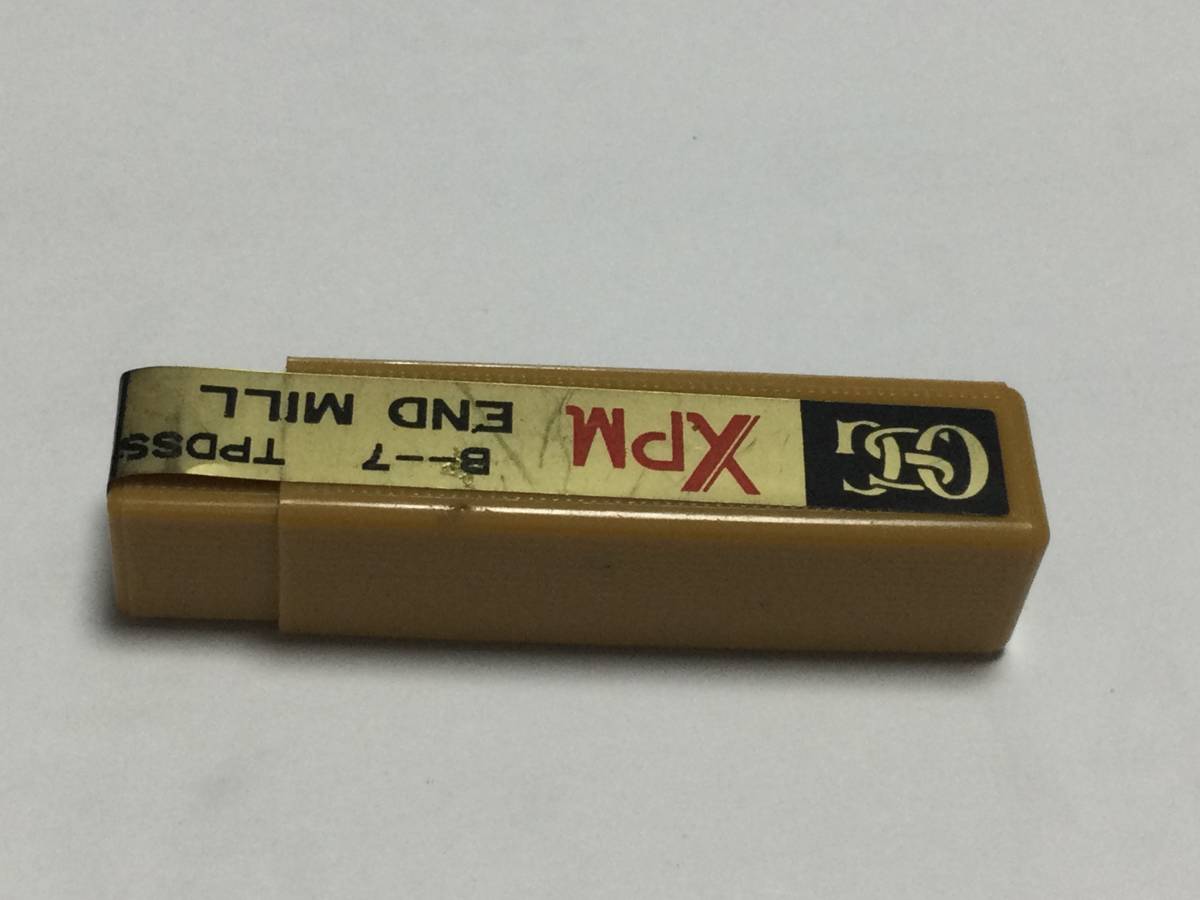 OSG XPM
B--7 TPDSS
END MILL